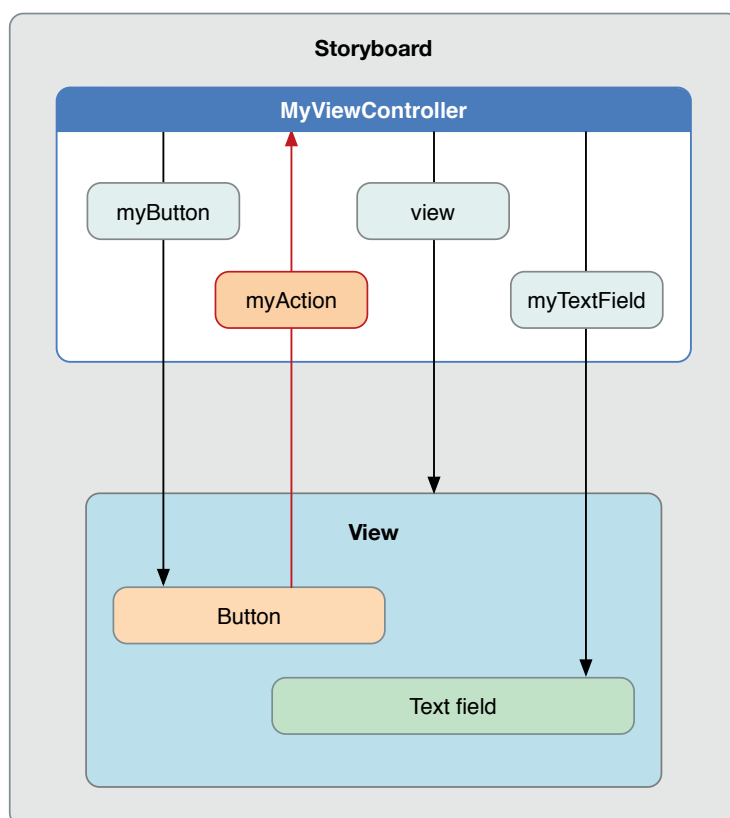 Storyboard
MyViewController
myButton
view
myAction
myTextField
View
Button
Text field